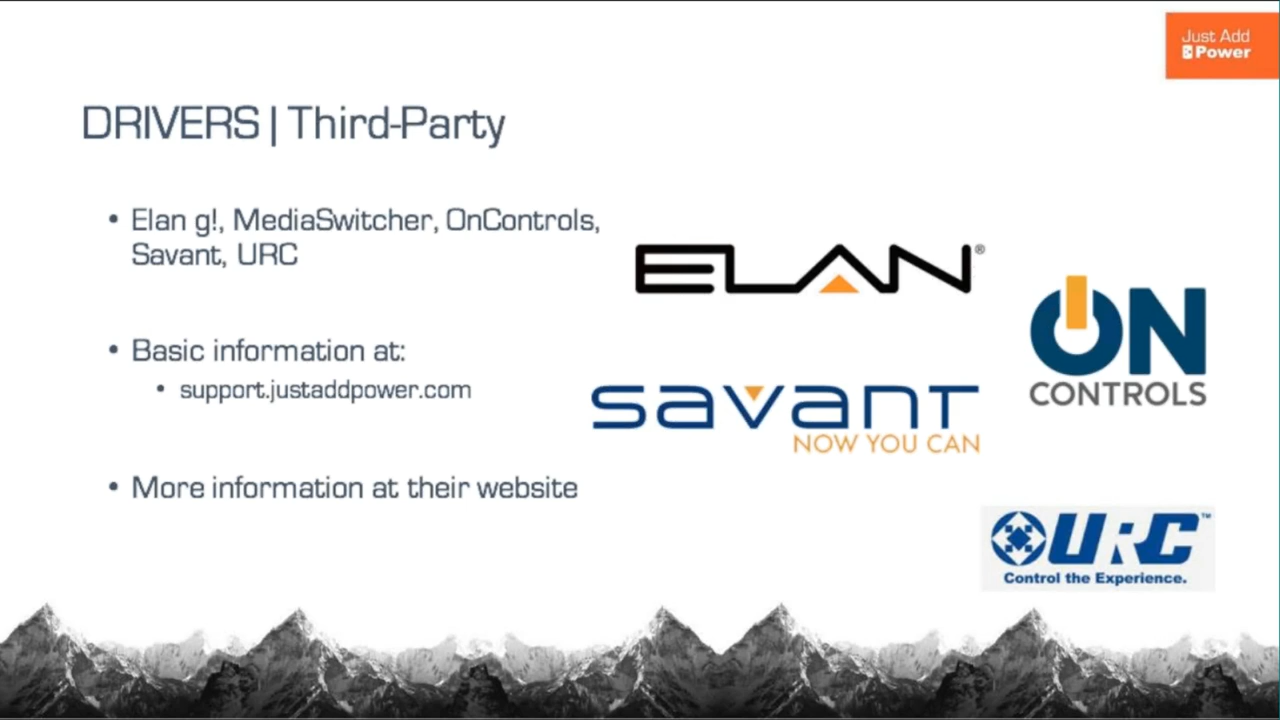 Just Add
Power
DRIVERS | Third-Party
• Elan g!, MediaSwitcher, OnControls,
Savant, URC
• Basic information at:
• support.justaddpower.com
• More information at their website
ELAN®
ON
CONTROLS
savant
NOW YOU CAN
URC™
Control the Experience.